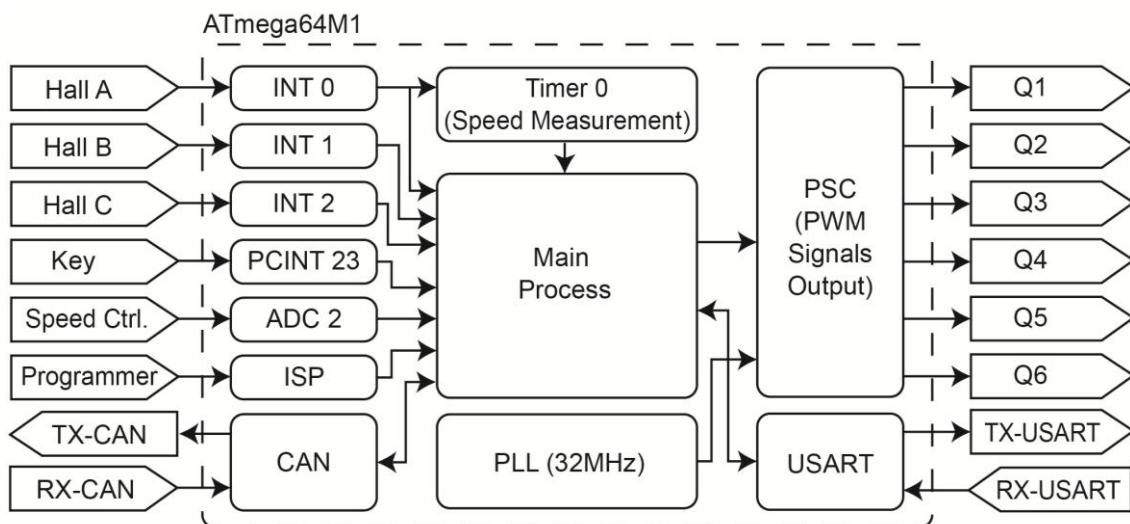 ATmega64M1
Hall A
INT 0
Timer 0
(Speed Measurement)
Q1
Hall B
INT 1
Q2
Hall C
INT 2
PSC
(PWM
Signals
Output)
Q3
Key
PCINT 23
Main
Process
Q4
Speed Ctrl.
ADC 2
Q5
Programmer
ISP
Q6
TX-CAN
CAN
PLL (32MHz)
USART
TX-USART
RX-CAN
RX-USART